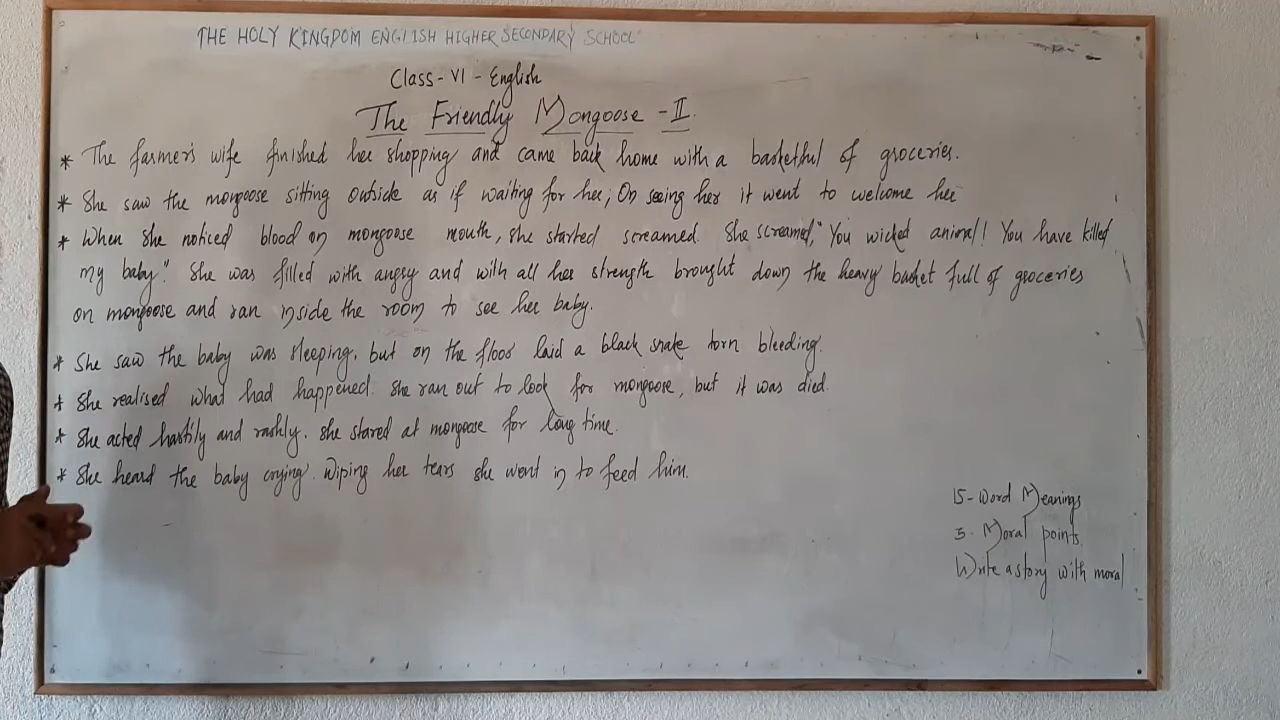 THE HOLY KINGDOM ENGLISH HIGHER SECONDARY SCHOOL
Class-VI - English
The Friendly Mongoose -II.
* The farmer's wife finished her shopping and came back home with a basketful of groceries.
* She saw the mongoose sitting outside as if waiting for her; On seeing her it went to welcome her
* When she noticed blood on mongoose mouth, she started screamed. She screamed, "You wicked animal! You have killed
my baby". She was filled with angry and with all her strength brought down the heavy basket full of groceries
on mongoose and ran inside the room to see her baby.
* She saw the baby was sleeping, but on the floor laid a black snake torn bleeding.
* She realised what had happened. She ran out to look for mongoose, but it was died.
* She acted hastily and rashly. She stared at mongoose for long time.
* She heard the baby crying. Wiping her tears she went in to feed him.
15-Word Meanings
5. Moral points
Write a story with moral